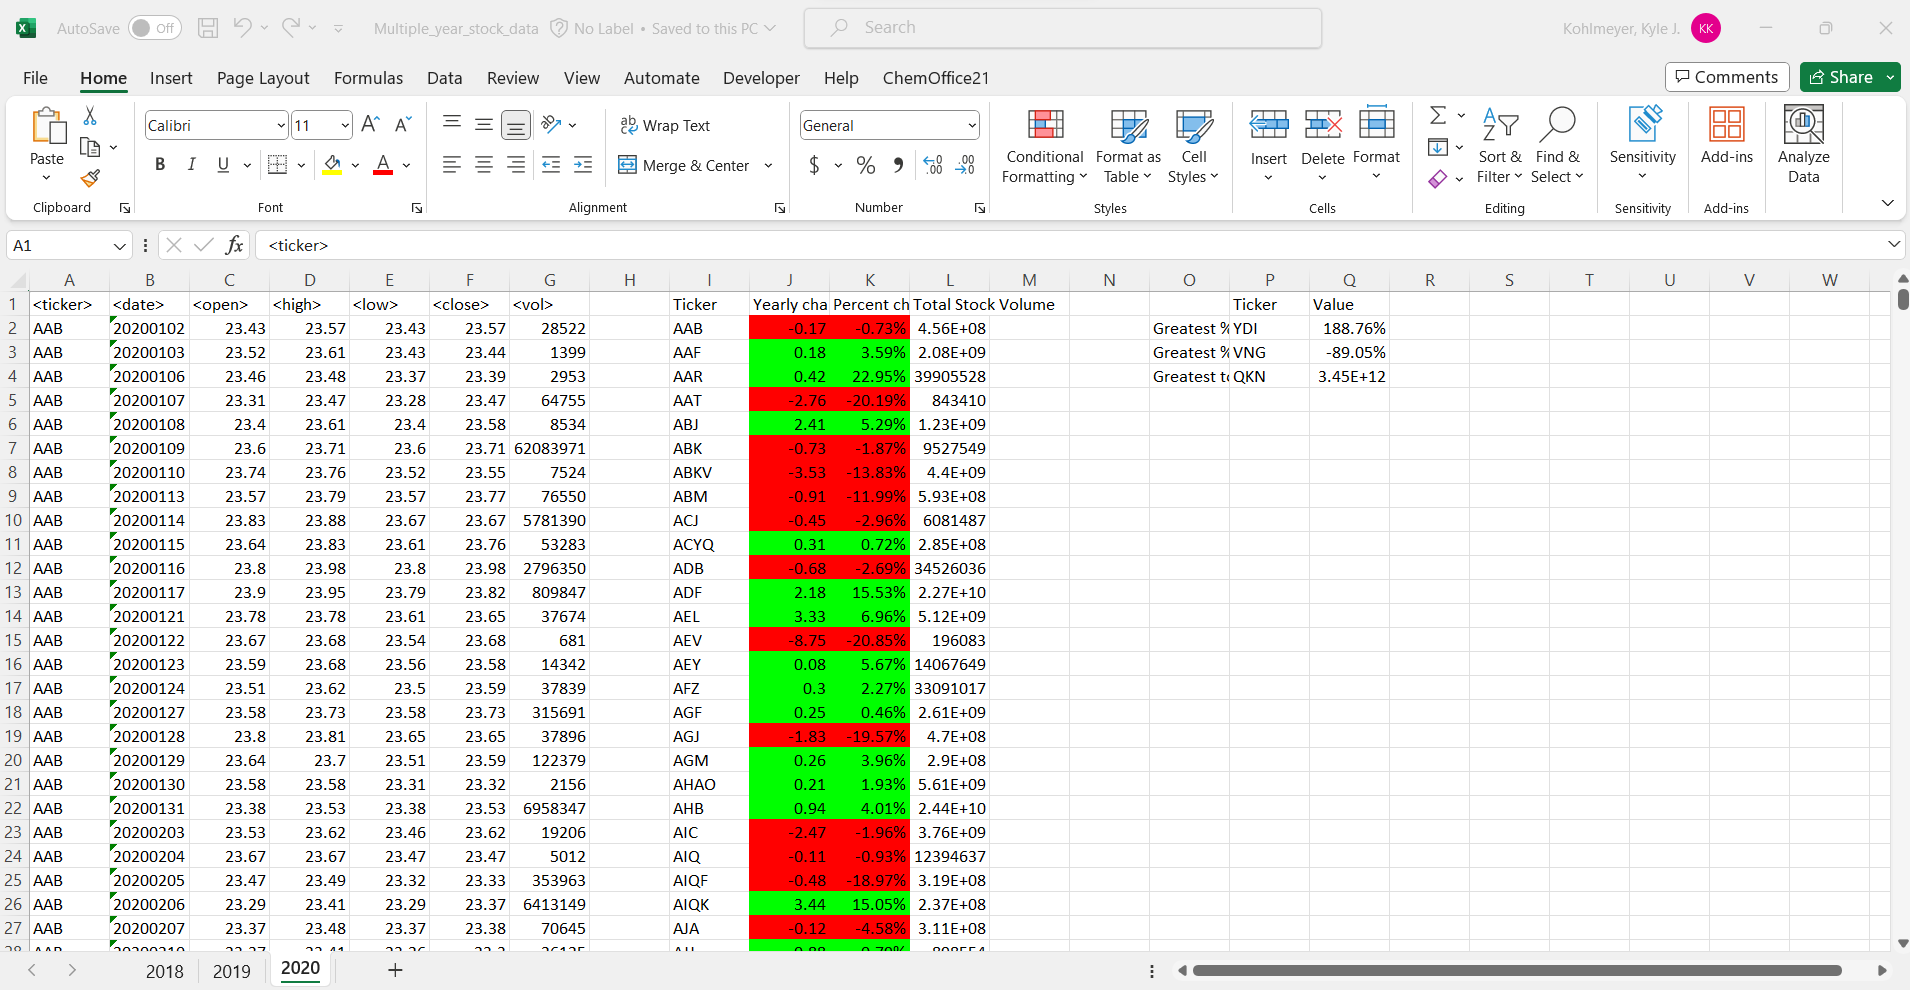 AutoSave Off Multiple_year_stock_data No Label • Saved to this PC Search Kohlmeyer, Kyle J. KK
File Home Insert Page Layout Formulas Data Review View Automate Developer Help ChemOffice21 Comments Share
Paste
Clipboard
Calibri 11
B I U A
Font
Wrap Text
Merge & Center
Alignment
General
$ % , .00
Number
Conditional Formatting
Format as Table
Cell Styles
Styles
Insert Delete Format
Cells
Sort & Filter
Find & Select
Editing
Sensitivity
Sensitivity
Add-ins
Add-ins
Analyze Data
A1 fx <ticker>
A B C D E F G H I J K L M N O P Q R S T U V W
1 <ticker> <date> <open> <high> <low> <close> <vol> Ticker Yearly cha Percent ch Total Stock Volume Ticker Value
2 AAB 20200102 23.43 23.57 23.43 23.57 28522 AAB -0.17 -0.73% 4.56E+08 Greatest % YDI 188.76%
3 AAB 20200103 23.52 23.61 23.43 23.44 1399 AAF 0.18 3.59% 2.08E+09 Greatest % VNG -89.05%
4 AAB 20200106 23.46 23.48 23.37 23.39 2953 AAR 0.42 22.95% 39905528 Greatest to QKN 3.45E+12
5 AAB 20200107 23.31 23.47 23.28 23.47 64755 AAT -2.76 -20.19% 843410
6 AAB 20200108 23.4 23.61 23.4 23.58 8534 ABJ 2.41 5.29% 1.23E+09
7 AAB 20200109 23.6 23.71 23.6 23.71 62083971 ABK -0.73 -1.87% 9527549
8 AAB 20200110 23.74 23.76 23.52 23.55 7524 ABKV -3.53 -13.83% 4.4E+09
9 AAB 20200113 23.57 23.79 23.57 23.77 76550 ABM -0.91 -11.99% 5.93E+08
10 AAB 20200114 23.83 23.88 23.67 23.67 5781390 ACJ -0.45 -2.96% 6081487
11 AAB 20200115 23.64 23.83 23.61 23.76 53283 ACYQ 0.31 0.72% 2.85E+08
12 AAB 20200116 23.8 23.98 23.8 23.98 2796350 ADB -0.68 -2.69% 34526036
13 AAB 20200117 23.9 23.95 23.79 23.82 809847 ADF 2.18 15.53% 2.27E+10
14 AAB 20200121 23.78 23.78 23.61 23.65 37674 AEL 3.33 6.96% 5.12E+09
15 AAB 20200122 23.67 23.68 23.54 23.68 681 AEV -8.75 -20.85% 196083
16 AAB 20200123 23.59 23.68 23.56 23.58 14342 AEY 0.08 5.67% 14067649
17 AAB 20200124 23.51 23.62 23.5 23.59 37839 AFZ 0.3 2.27% 33091017
18 AAB 20200127 23.58 23.73 23.58 23.73 315691 AGF 0.25 0.46% 2.61E+09
19 AAB 20200128 23.8 23.81 23.65 23.65 37896 AGJ -1.83 -19.57% 4.7E+08
20 AAB 20200129 23.64 23.7 23.51 23.59 122379 AGM 0.26 3.96% 2.9E+08
21 AAB 20200130 23.58 23.58 23.31 23.32 2156 AHAO 0.21 1.93% 5.61E+09
22 AAB 20200131 23.38 23.53 23.38 23.53 6958347 AHB 0.94 4.01% 2.44E+10
23 AAB 20200203 23.53 23.62 23.46 23.62 19206 AIC -2.47 -1.96% 3.76E+09
24 AAB 20200204 23.67 23.67 23.47 23.47 5012 AIQ -0.11 -0.93% 12394637
25 AAB 20200205 23.47 23.49 23.32 23.33 353963 AIQF -0.48 -18.97% 3.19E+08
26 AAB 20200206 23.29 23.41 23.29 23.37 6413149 AIQK 3.44 15.05% 2.37E+08
27 AAB 20200207 23.37 23.48 23.37 23.38 70645 AJA -0.12 -4.58% 3.11E+08
2018 2019 2020